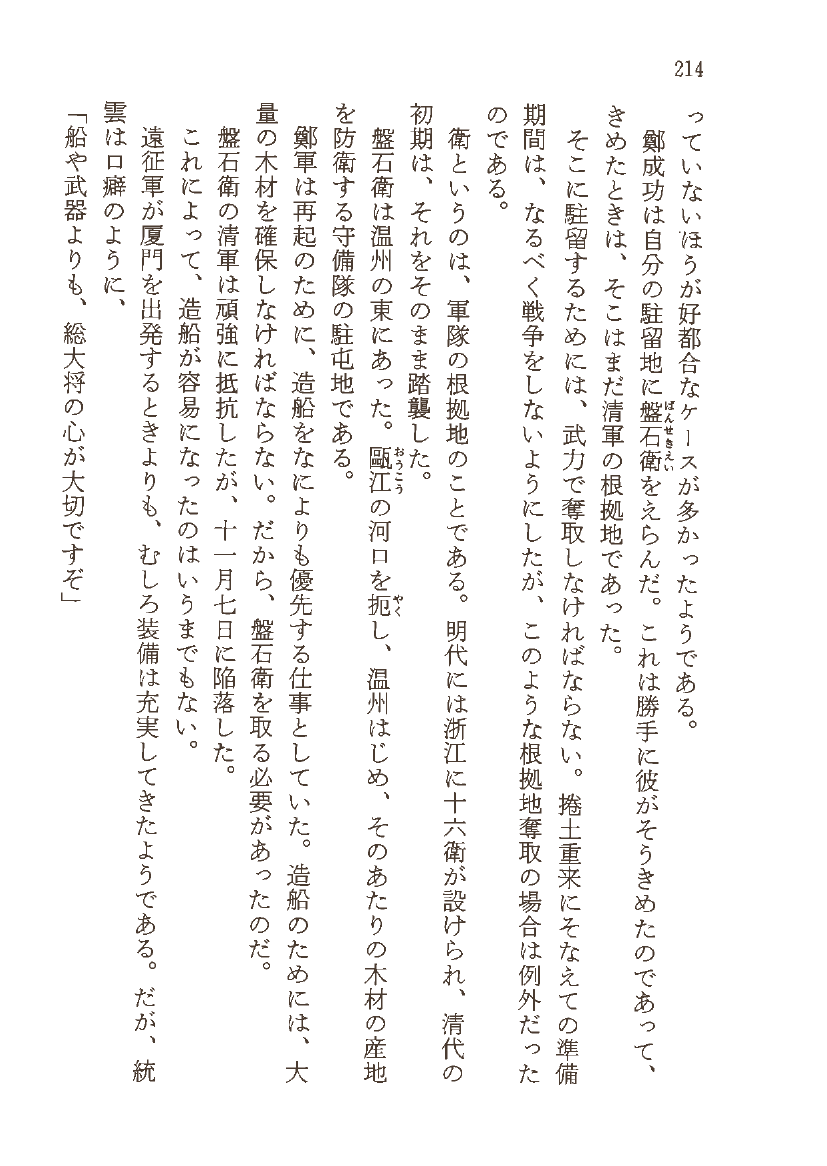 214
っていないほうが好都合なケースが多かったようである。
鄭成功は自分の駐留地に盤石衛をえらんだ。これは勝手に彼がそうきめたのであって、
ばんせきえい
きめたときは、そこはまだ清軍の根拠地であった。
そこに駐留するためには、武力で奪取しなければならない。捲土重来にそなえての準備
期間は、なるべく戦争をしないようにしたが、このような根拠地奪取の場合は例外だった
のである。
衛というのは、軍隊の根拠地のことである。明代には浙江に十六衛が設けられ、清代の
初期は、それをそのまま踏襲した。
盤石衛は温州の東にあった。甌江の河口を扼し、温州はじめ、そのあたりの木材の産地
おうこう
やく
を防衛する守備隊の駐屯地である。
鄭軍は再起のために、造船をなによりも優先する仕事としていた。造船のためには、大
量の木材を確保しなければならない。だから、盤石衛を取る必要があったのだ。
盤石衛の清軍は頑強に抵抗したが、十一月七日に陥落した。
これによって、造船が容易になったのはいうまでもない。
遠征軍が厦門を出発するときよりも、むしろ装備は充実してきたようである。だが、統
雲は口癖のように、
「船や武器よりも、総大将の心が大切ですぞ」